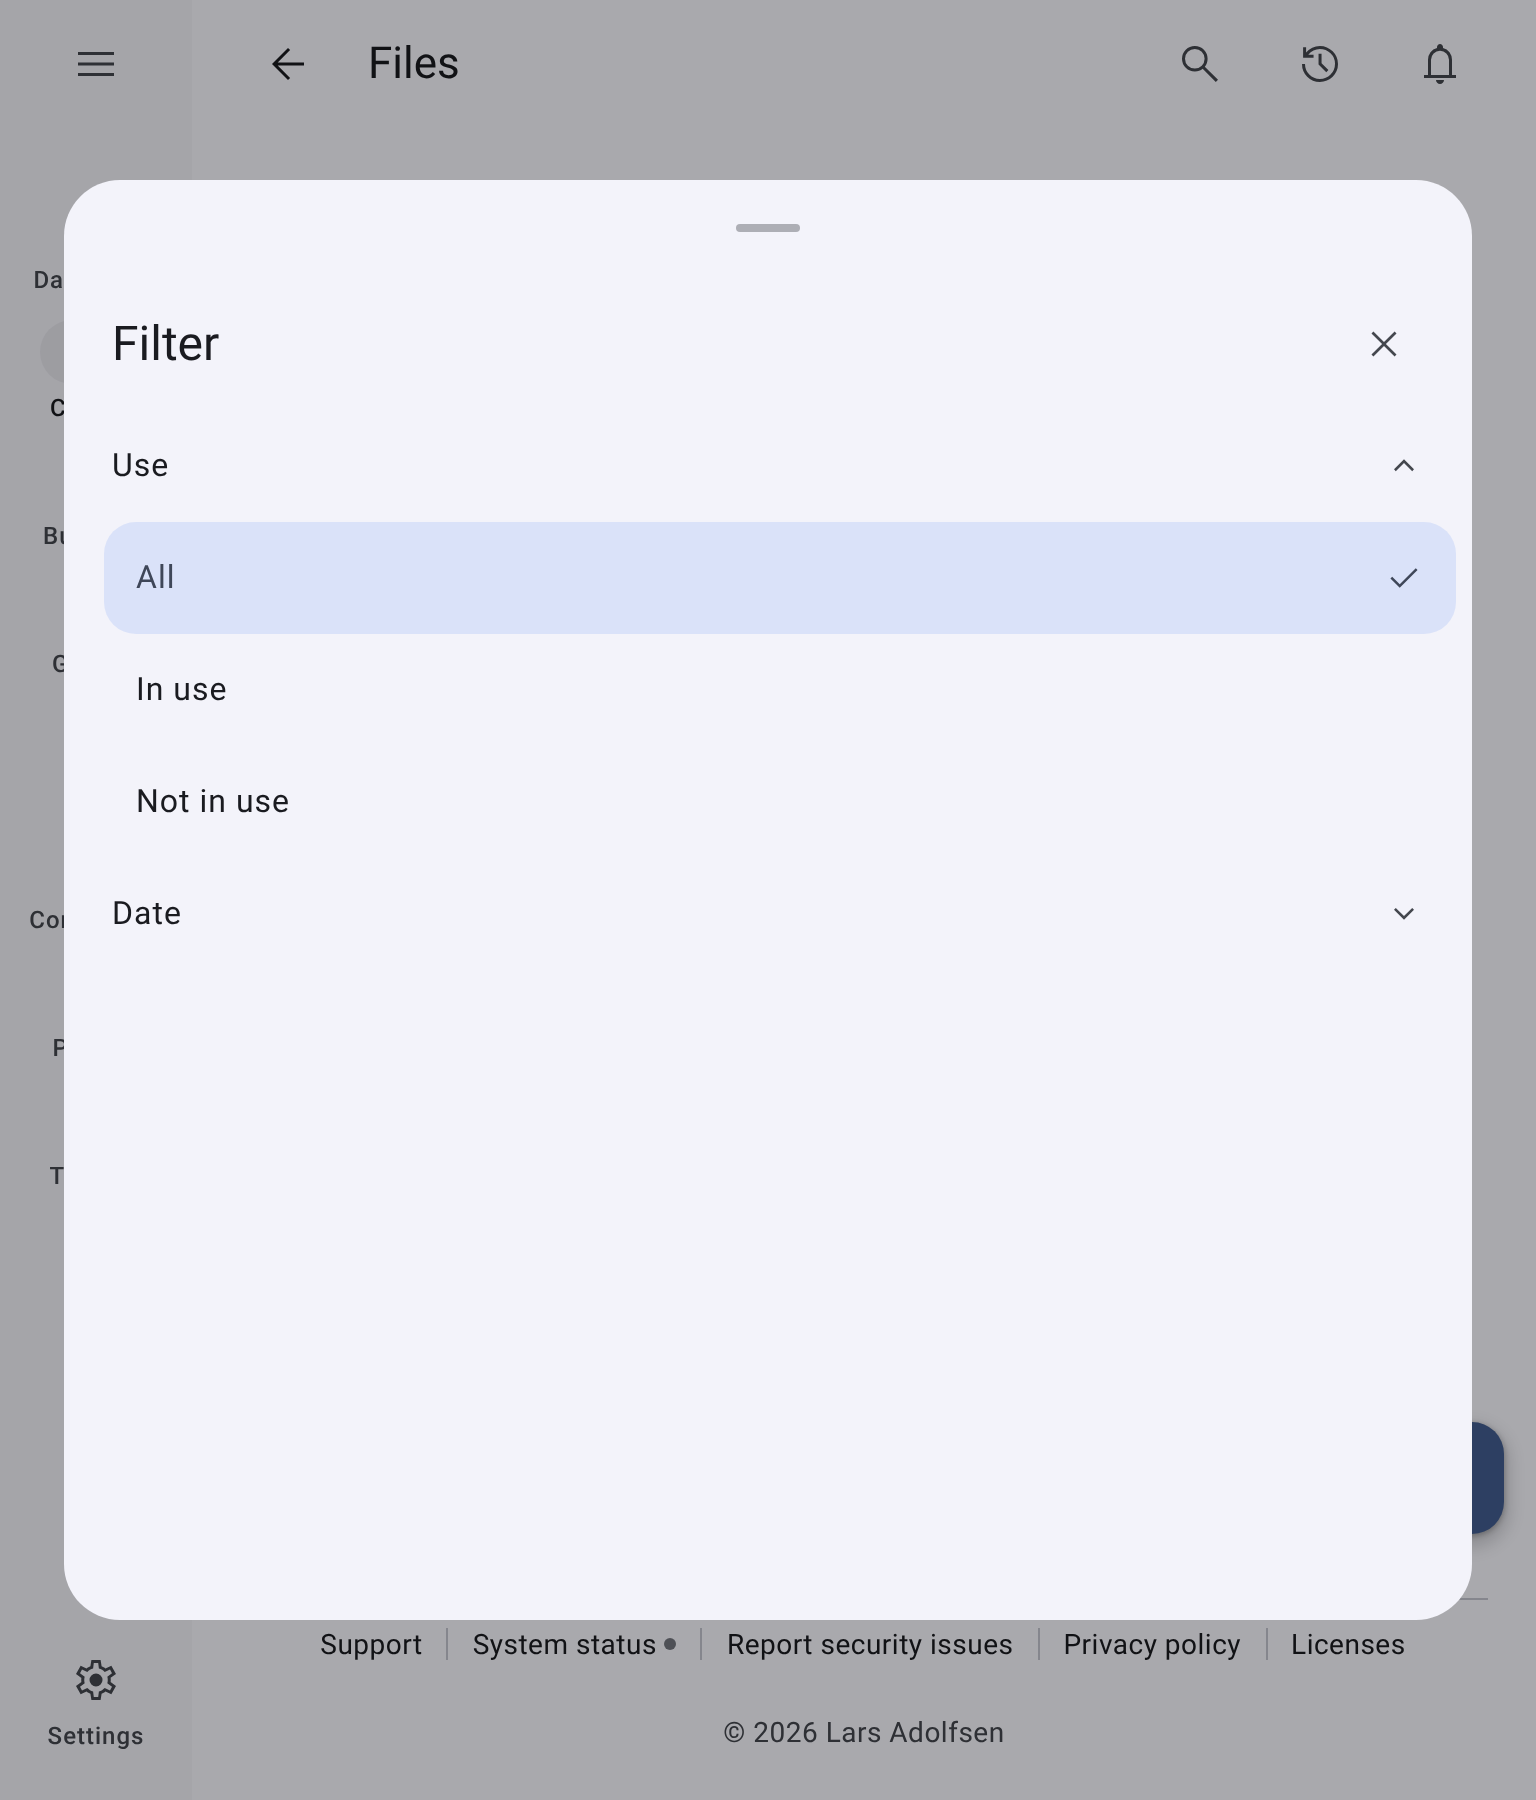 Files
Filter
Use
All
In use
Not in use
Date
Support
System status
Report security issues
Privacy policy
Licenses
Settings
© 2026 Lars Adolfsen